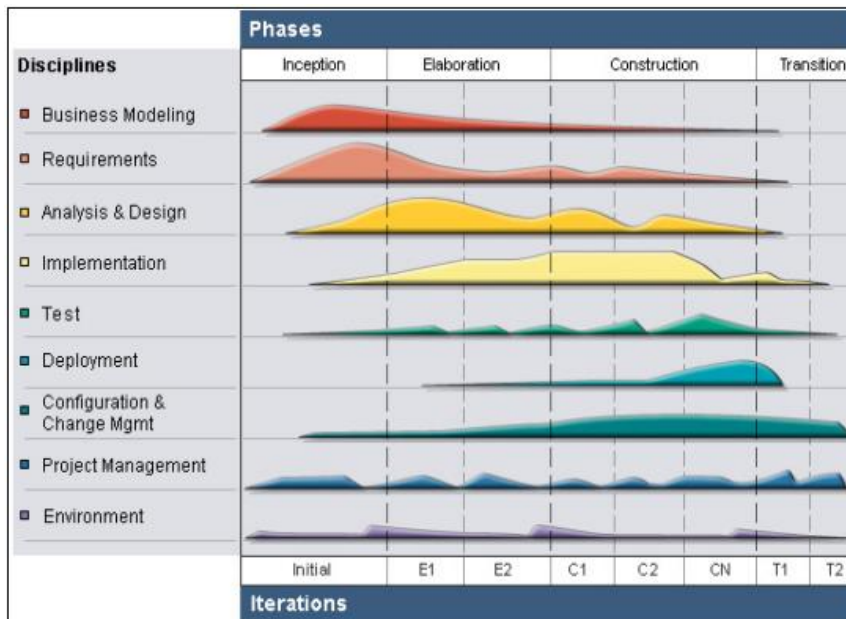 Phases
Disciplines
Inception Elaboration Construction Transition
Business Modeling
Requirements
Analysis & Design
Implementation
Test
Deployment
Configuration &
Change Mgmt
Project Management
Environment
Initial E1 E2 C1 C2 CN T1 T2
Iterations